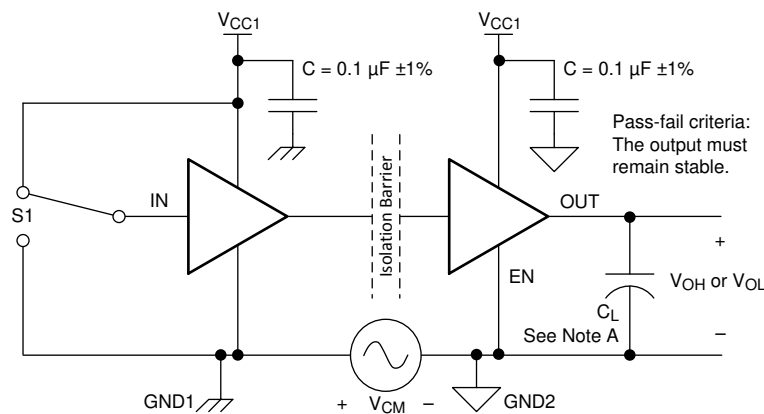 VCC1
VCC1
C = 0.1 µF ±1%
C = 0.1 µF ±1%
Pass-fail criteria:
The output must
remain stable.
IN
OUT
S1
Isolation Barrier
+
EN
VOH or VOL
CL
See Note A
–
GND1
+ VCM –
GND2